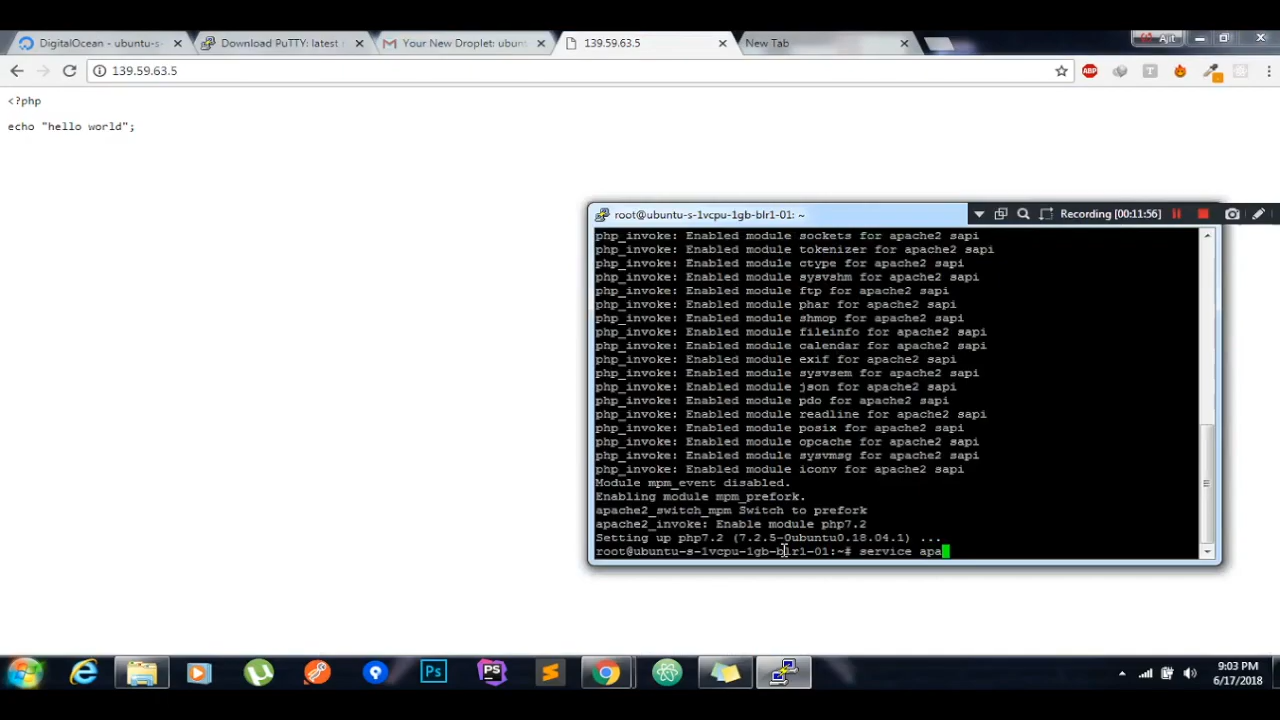 DigitalOcean - ubuntu-s-
Download PuTTY: latest
Your New Droplet: ubunt
139.59.63.5
New Tab
Ajit
139.59.63.5
ABP
T
<?php
echo "hello world";
root@ubuntu-s-1vcpu-1gb-blr1-01: ~
Recording [00:11:56]
php_invoke: Enabled module sockets for apache2 sapi
php_invoke: Enabled module tokenizer for apache2 sapi
php_invoke: Enabled module ctype for apache2 sapi
php_invoke: Enabled module sysvshm for apache2 sapi
php_invoke: Enabled module ftp for apache2 sapi
php_invoke: Enabled module phar for apache2 sapi
php_invoke: Enabled module shmop for apache2 sapi
php_invoke: Enabled module fileinfo for apache2 sapi
php_invoke: Enabled module calendar for apache2 sapi
php_invoke: Enabled module exif for apache2 sapi
php_invoke: Enabled module sysvsem for apache2 sapi
php_invoke: Enabled module json for apache2 sapi
php_invoke: Enabled module pdo for apache2 sapi
php_invoke: Enabled module readline for apache2 sapi
php_invoke: Enabled module posix for apache2 sapi
php_invoke: Enabled module opcache for apache2 sapi
php_invoke: Enabled module sysvmsg for apache2 sapi
php_invoke: Enabled module iconv for apache2 sapi
Module mpm_event disabled.
Enabling module mpm_prefork.
apache2_switch_mpm Switch to prefork
apache2_invoke: Enable module php7.2
Setting up php7.2 (7.2.5-0ubuntu0.18.04.1) ...
root@ubuntu-s-1vcpu-1gb-blr1-01:~# service apa
Ps
PS
9:03 PM
6/17/2018